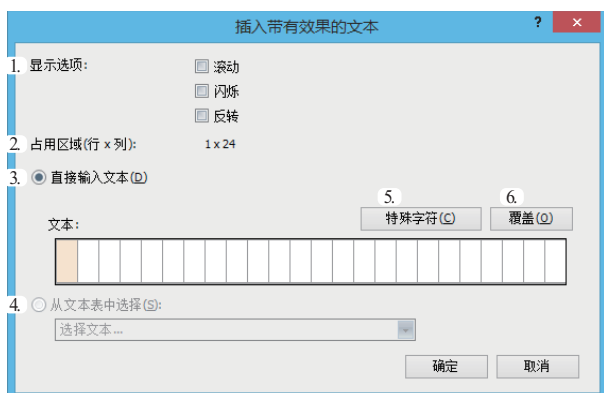 插入带有效果的文本 ? ×
1. 显示选项: 滚动
闪烁
反转
2. 占用区域(行 x 列): 1 x 24
3. 直接输入文本(D)
5. 6.
文本: 特殊字符(C) 覆盖(O)
4. 从文本表中选择(S):
选择文本...
确定 取消